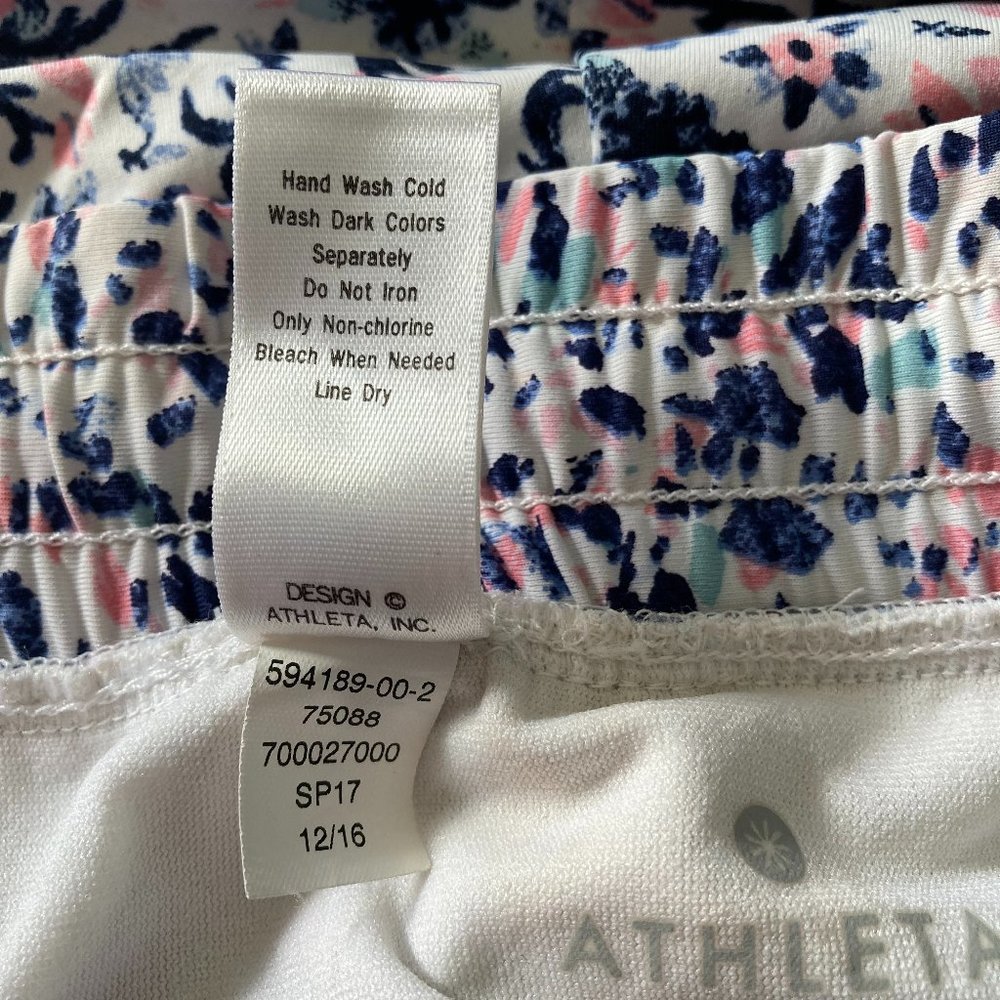 Hand Wash Cold
Wash Dark Colors
Separately
Do Not Iron
Only Non-chlorine
Bleach When Needed
Line Dry
DESIGN ©
ATHLETA, INC.
594189-00-2
75088
700027000
SP17
12/16
ATHLETA